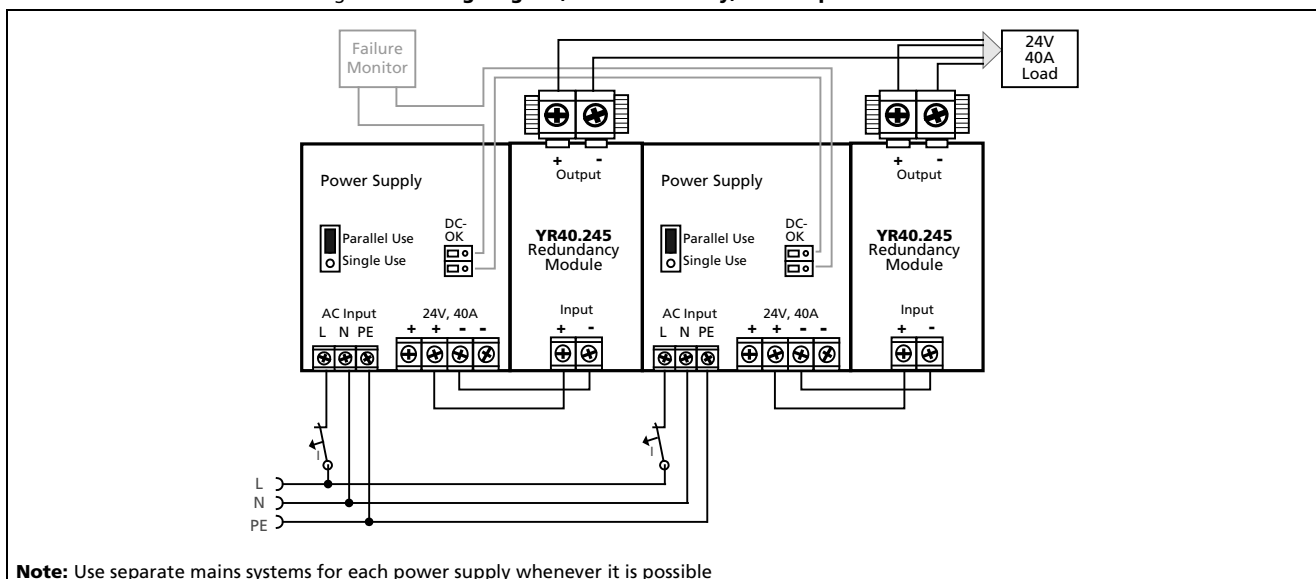 Failure
Monitor
24V
40A
Load
+ -
Output
+ -
Output
Power Supply
Power Supply
Parallel Use
Single Use
DC-
OK
YR40.245
Redundancy
Module
Parallel Use
Single Use
DC-
OK
YR40.245
Redundancy
Module
AC Input
L N PE
24V, 40A
+ + - -
Input
+ -
AC Input
L N PE
24V, 40A
+ + - -
Input
+ -
I
I
L
N
PE
Note: Use separate mains systems for each power supply whenever it is possible